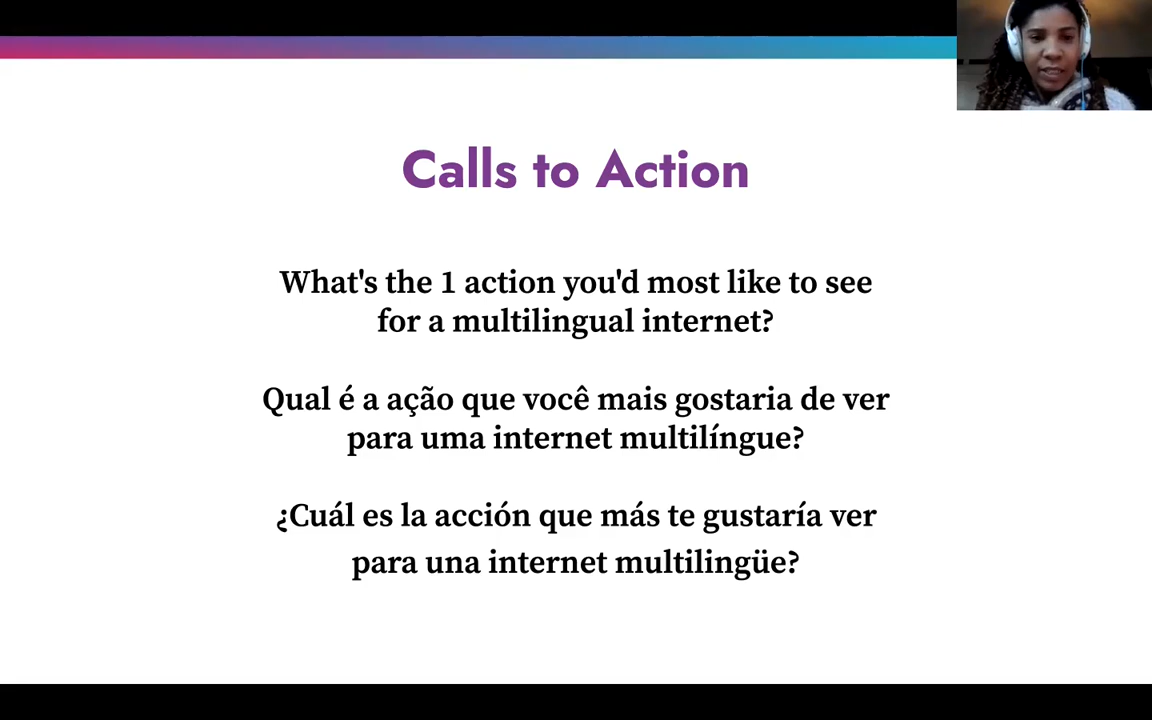 Calls to Action
What's the 1 action you'd most like to see
for a multilingual internet?
Qual é a ação que você mais gostaria de ver
para uma internet multilíngue?
¿Cuál es la acción que más te gustaría ver
para una internet multilingüe?